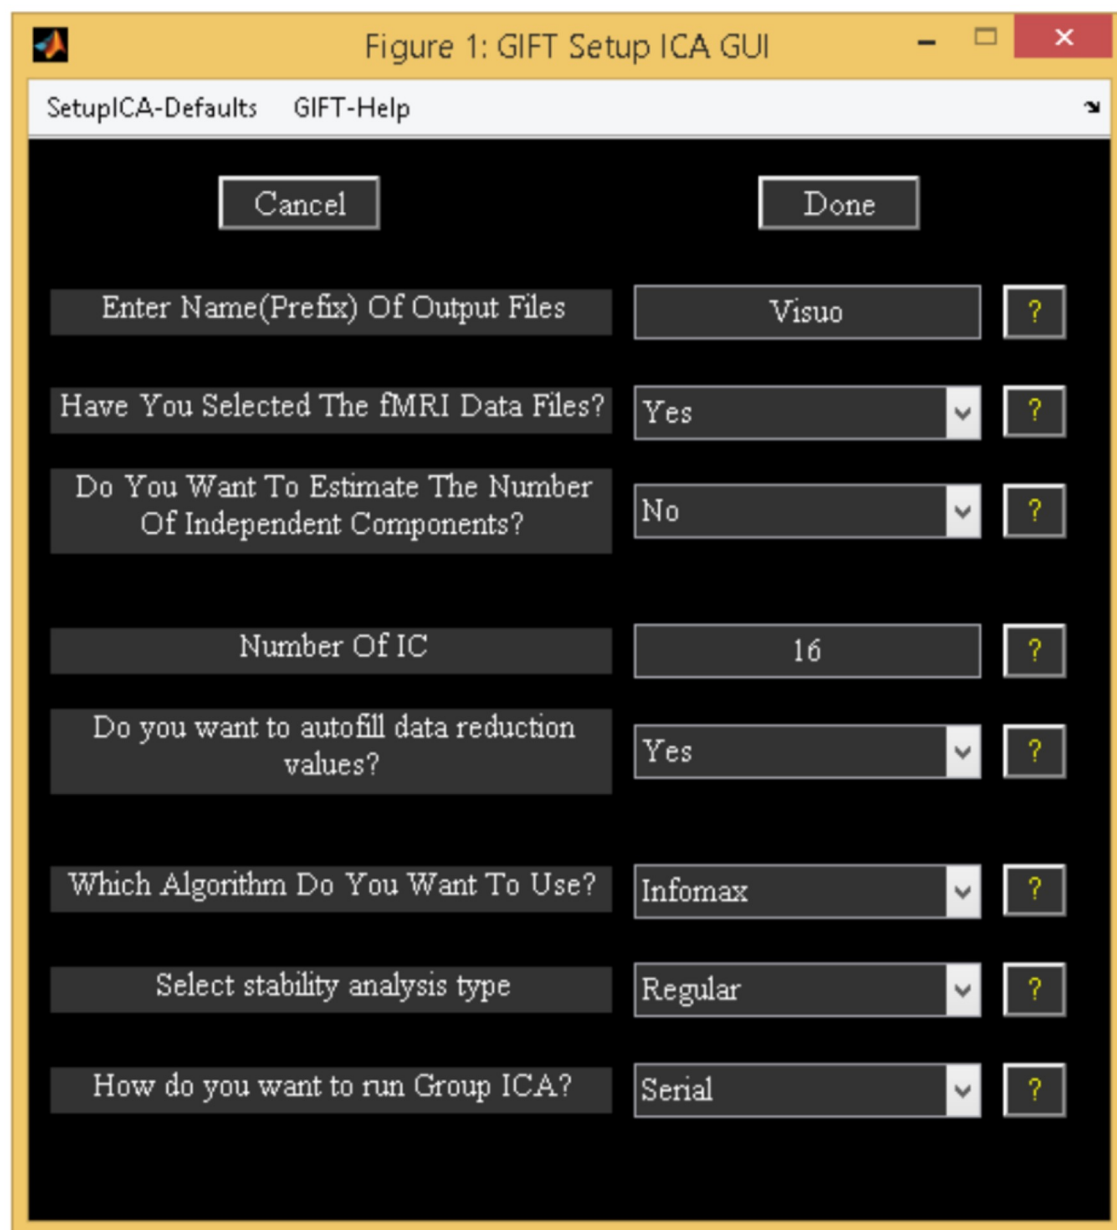 Figure 1: GIFT Setup ICA GUI
SetupICA-Defaults GIFT-Help
Cancel Done
Enter Name(Prefix) Of Output Files Visuo ?
Have You Selected The fMRI Data Files? Yes ?
Do You Want To Estimate The Number
Of Independent Components? No ?
Number Of IC 16 ?
Do you want to autofill data reduction
values? Yes ?
Which Algorithm Do You Want To Use? Infomax ?
Select stability analysis type Regular ?
How do you want to run Group ICA? Serial ?